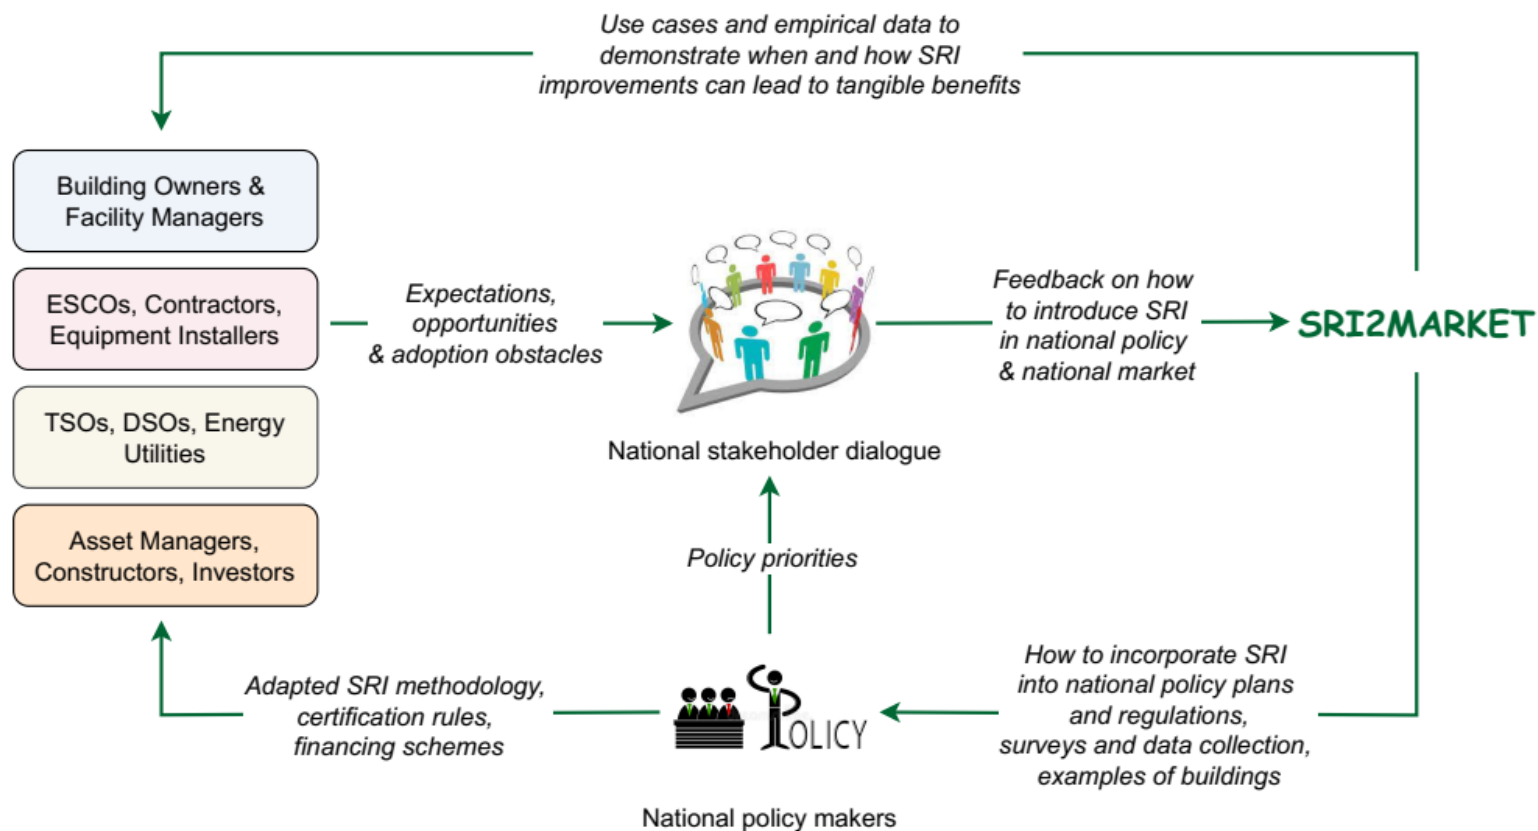 Use cases and empirical data to
demonstrate when and how SRI
improvements can lead to tangible benefits
Building Owners &
Facility Managers
ESCOs, Contractors,
Equipment Installers
TSOs, DSOs, Energy
Utilities
Asset Managers,
Constructors, Investors
Expectations,
opportunities
& adoption obstacles
National stakeholder dialogue
Feedback on how
to introduce SRI
in national policy
& national market
SRI2MARKET
Policy priorities
Adapted SRI methodology,
certification rules,
financing schemes
POLICY
National policy makers
How to incorporate SRI
into national policy plans
and regulations,
surveys and data collection,
examples of buildings